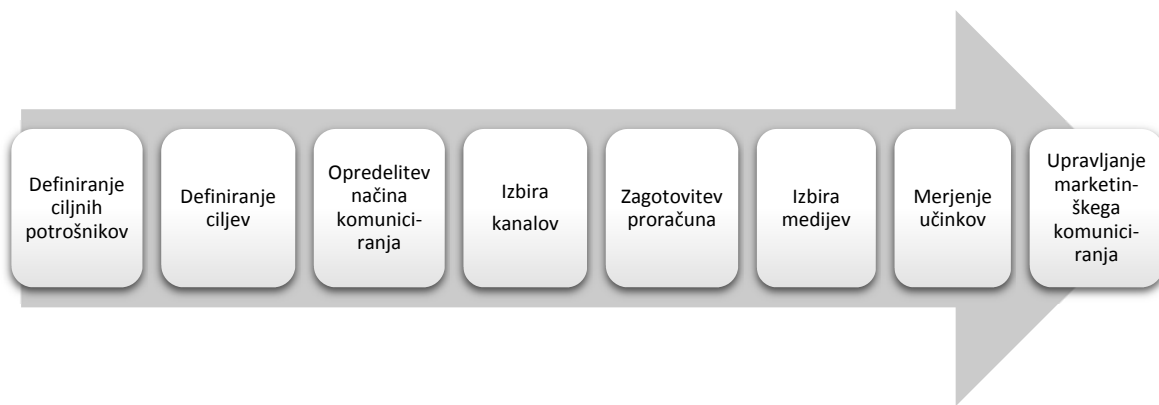 Definiranje
ciljnih
potrošnikov
Definiranje
ciljev
Opredelitev
načina
komunici-
ranja
Izbira
kanalov
Zagotovitev
proračuna
Izbira
medijev
Merjenje
učinkov
Upravljanje
marketin-
škega
komunici-
ranja